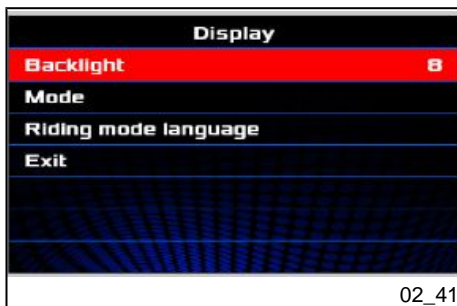 Display
Backlight 8
Mode
Riding mode language
Exit
02_41